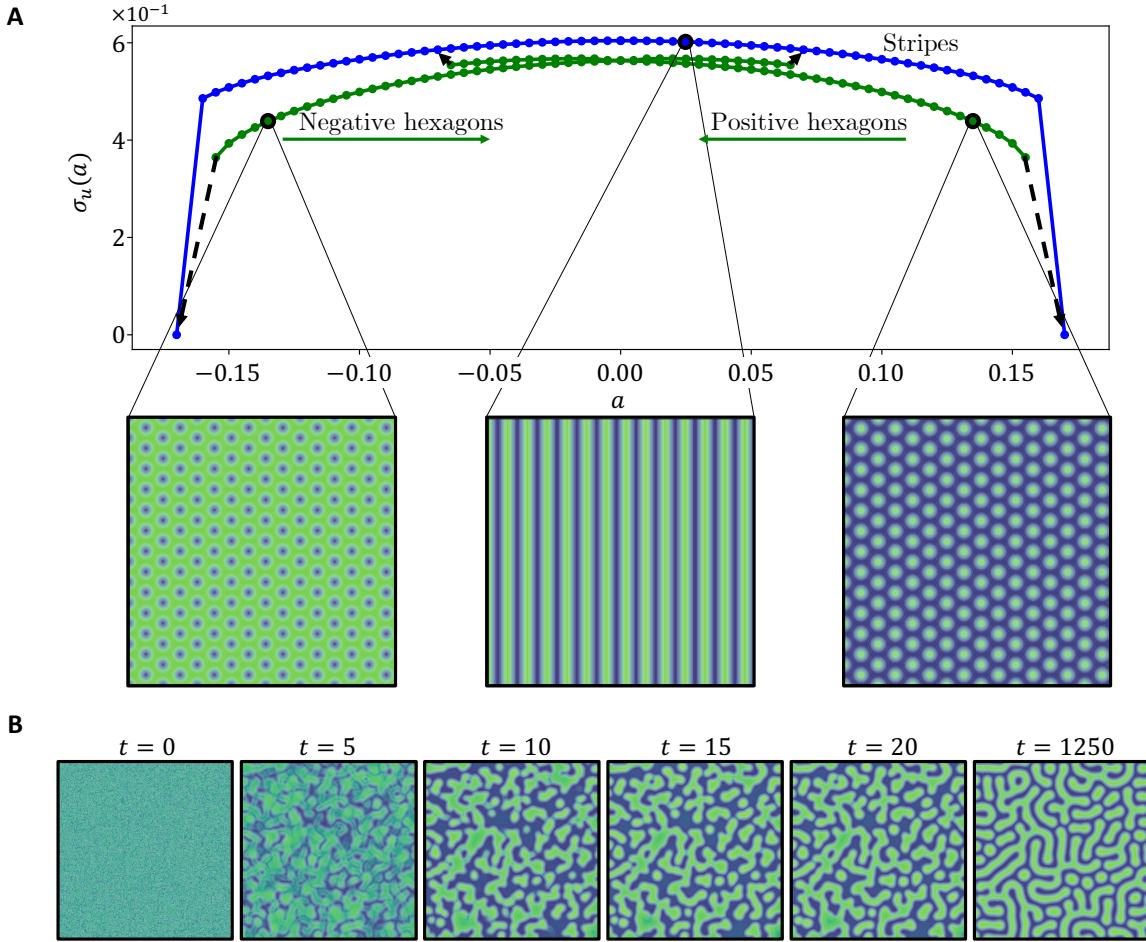 A
×10⁻¹
6
4
2
0
σᵤ(a)
Stripes
Negative hexagons
Positive hexagons
−0.15 −0.10 −0.05 0.00 0.05 0.10 0.15
a
B
t = 0 t = 5 t = 10 t = 15 t = 20 t = 1250